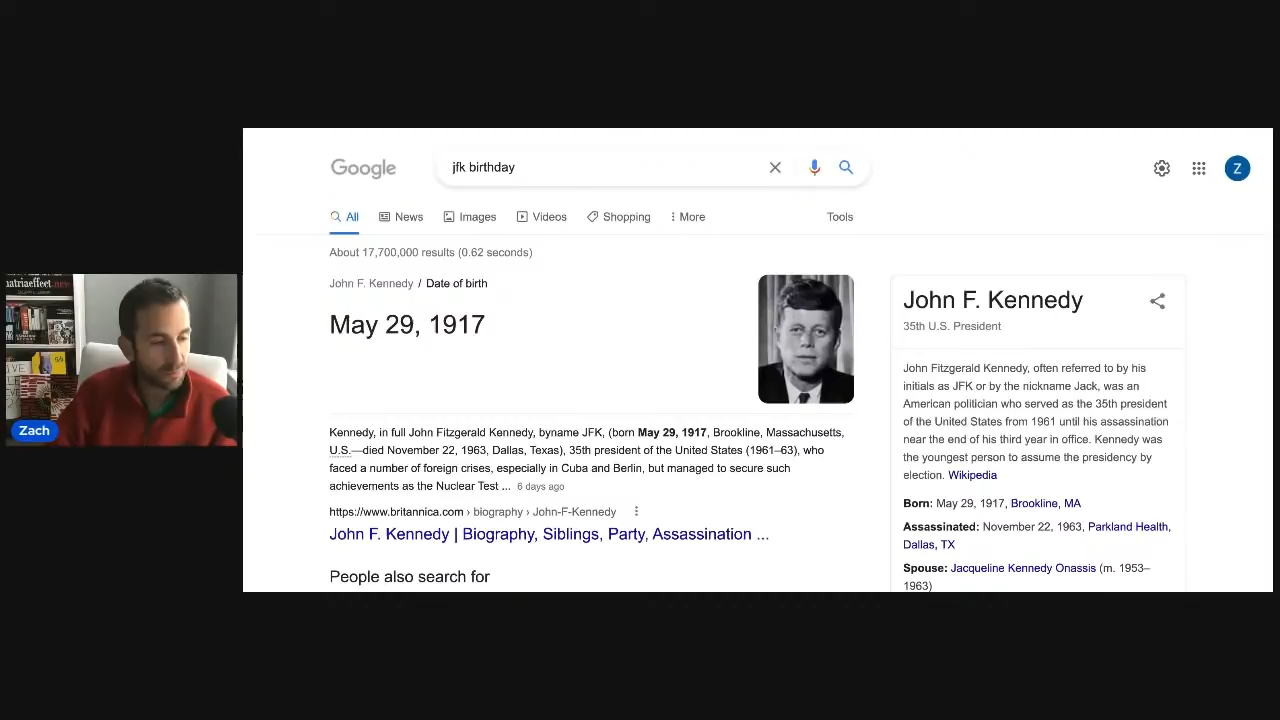 Google
jfk birthday
Z
All News Images Videos Shopping More Tools
About 17,700,000 results (0.62 seconds)
John F. Kennedy / Date of birth
May 29, 1917
Kennedy, in full John Fitzgerald Kennedy, byname JFK, (born May 29, 1917, Brookline, Massachusetts,
U.S.—died November 22, 1963, Dallas, Texas), 35th president of the United States (1961–63), who
faced a number of foreign crises, especially in Cuba and Berlin, but managed to secure such
achievements as the Nuclear Test ... 6 days ago
https://www.britannica.com › biography › John-F-Kennedy
John F. Kennedy | Biography, Siblings, Party, Assassination ...
People also search for
John F. Kennedy
35th U.S. President
John Fitzgerald Kennedy, often referred to by his
initials as JFK or by the nickname Jack, was an
American politician who served as the 35th president
of the United States from 1961 until his assassination
near the end of his third year in office. Kennedy was
the youngest person to assume the presidency by
election. Wikipedia
Born: May 29, 1917, Brookline, MA
Assassinated: November 22, 1963, Parkland Health,
Dallas, TX
Spouse: Jacqueline Kennedy Onassis (m. 1953–
1963)
Zach